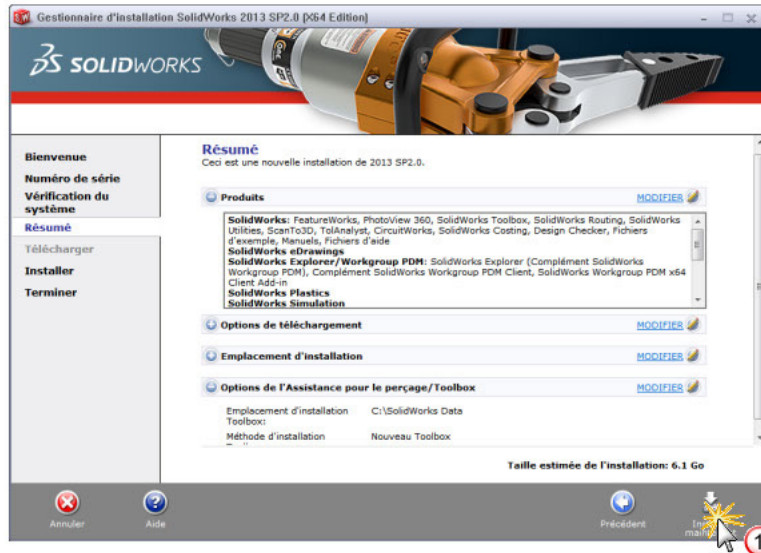 Gestionnaire d'installation SolidWorks 2013 SP2.0 (X64 Edition)
SOLIDWORKS
Bienvenue
Numéro de série
Vérification du
système
Résumé
Télécharger
Installer
Terminer
Résumé
Ceci est une nouvelle installation de 2013 SP2.0.
Produits
MODIFIER
SolidWorks: FeatureWorks, PhotoView 360, SolidWorks Toolbox, SolidWorks Routing, SolidWorks
Utilities, ScanTo3D, TolAnalyst, CircuitWorks, SolidWorks Costing, Design Checker, Fichiers
d'exemple, Manuels, Fichiers d'aide
SolidWorks eDrawings
SolidWorks Explorer/Workgroup PDM: SolidWorks Explorer (Complément SolidWorks
Workgroup PDM), Complément SolidWorks Workgroup PDM Client, SolidWorks Workgroup PDM x64
Client Add-in
SolidWorks Plastics
SolidWorks Simulation
Options de téléchargement
MODIFIER
Emplacement d'installation
MODIFIER
Options de l'Assistance pour le perçage/Toolbox
MODIFIER
Emplacement d'installation
Toolbox:
C:\SolidWorks Data
Méthode d'installation
Nouveau Toolbox
Taille estimée de l'installation: 6.1 Go
Annuler
Aide
Précédent
1